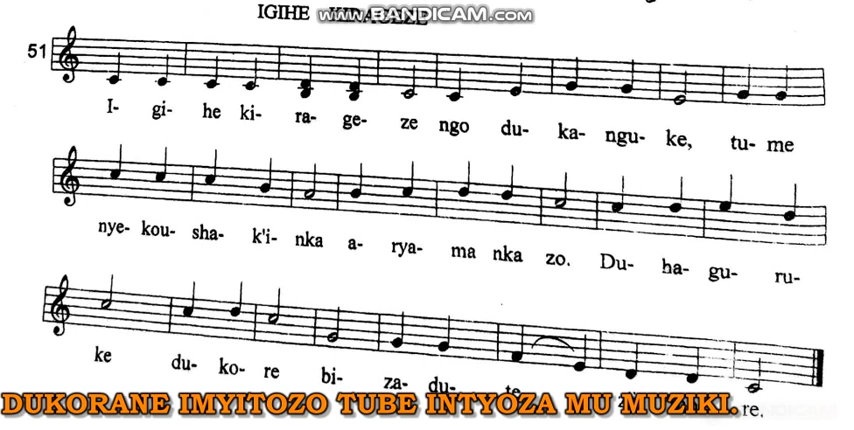 IGIHE KIRAGEZE
www.BANDICAM.com
51
I- gi- he ki- ra- ge- ze ngo du- ka- ngu- ke, tu- me
nye- kou- sha- k'i- nka a- rya- ma nka zo. Du- ha- gu- ru-
ke du- ko- re bi- za- du- te
re.
DUKORANE IMYITOZO TUBE INTYOZA MU MUZIKI.